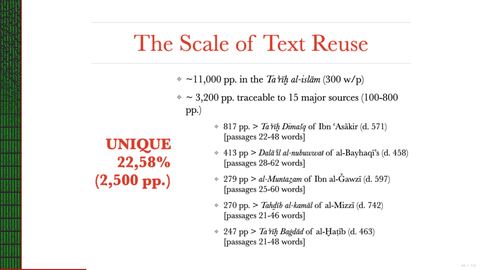 The Scale of Text Reuse
~11,000 pp. in the Taʾrīḫ al-islām (300 w/p)
~ 3,200 pp. traceable to 15 major sources (100-800
pp.)
817 pp. > Taʾrīḫ Dimašq of Ibn ʿAsākir (d. 571)
[passages 22-48 words]
413 pp > Dalāʾil al-nubuwwaŧ of al-Bayhaqī’s (d. 458)
[passages 28-62 words]
279 pp > al-Muntaẓam of Ibn al-Ǧawzī (d. 597)
[passages 25-60 words]
270 pp. > Tahḏīb al-kamāl of al-Mizzī (d. 742)
[passages 21-46 words]
247 pp > Taʾrīḫ Baġdād of al-Ḫaṭīb (d. 463)
[passages 21-48 words]
UNIQUE
22,58%
(2,500 pp.)